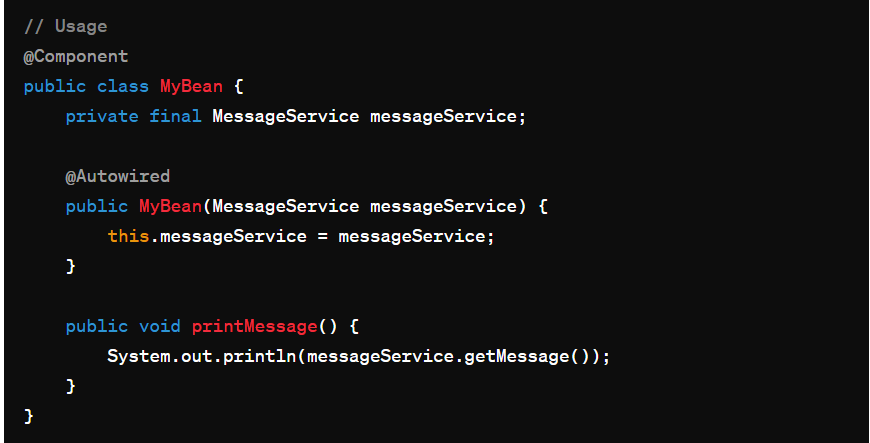 // Usage
@Component
public class MyBean {
    private final MessageService messageService;
    @Autowired
    public MyBean(MessageService messageService) {
        this.messageService = messageService;
    }
    public void printMessage() {
        System.out.println(messageService.getMessage());
    }
}